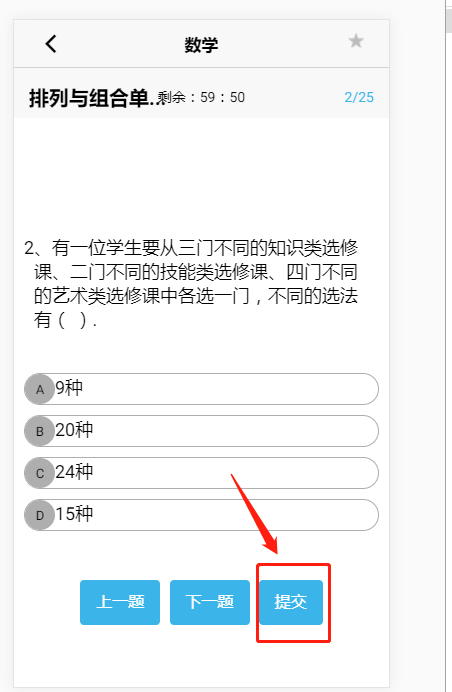 数学
排列与组合单... 剩余：59：50 2/25
2、有一位学生要从三门不同的知识类选修
课、二门不同的技能类选修课、四门不同
的艺术类选修课中各选一门，不同的选法
有（ ）.
A 9种
B 20种
C 24种
D 15种
上一题 下一题 提交